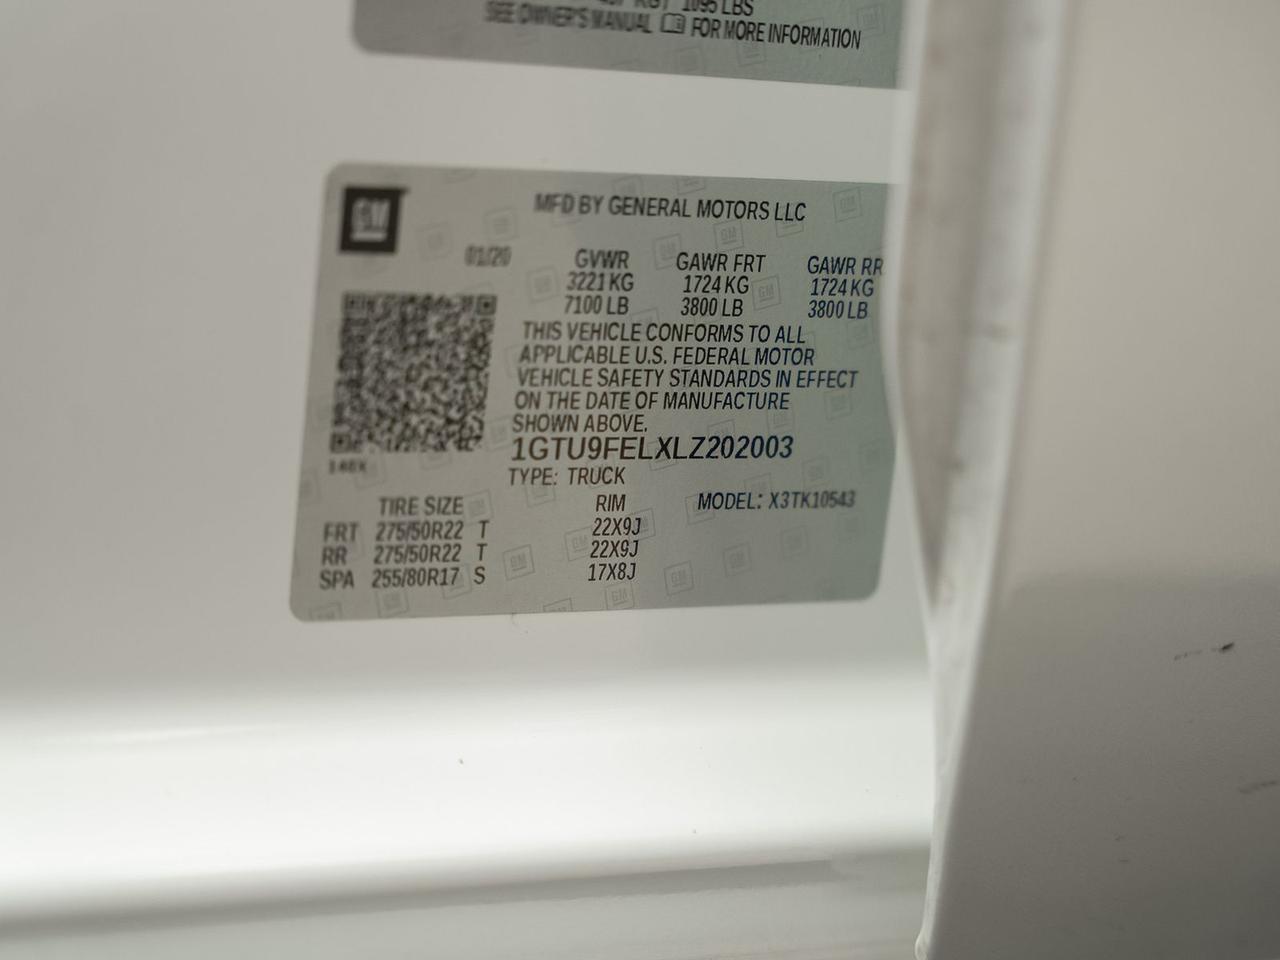 1095 LBS
SEE OWNER'S MANUAL FOR MORE INFORMATION
GM
MFD BY GENERAL MOTORS LLC
01/20 GVWR GAWR FRT GAWR RR
3221 KG 1724 KG 1724 KG
7100 LB 3800 LB 3800 LB
THIS VEHICLE CONFORMS TO ALL
APPLICABLE U.S. FEDERAL MOTOR
VEHICLE SAFETY STANDARDS IN EFFECT
ON THE DATE OF MANUFACTURE
SHOWN ABOVE.
1GTU9FELXLZ202003
TYPE: TRUCK
TIRE SIZE RIM MODEL: X3TK10543
FRT 275/50R22 T 22X9J
RR 275/50R22 T 22X9J
SPA 255/80R17 S 17X8J